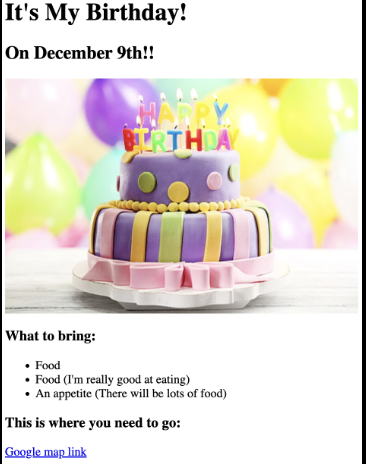 It's My Birthday!
On December 9th!!
HAPPY
BIRTHDAY
What to bring:
Food
Food (I'm really good at eating)
An appetite (There will be lots of food)
This is where you need to go:
Google map link